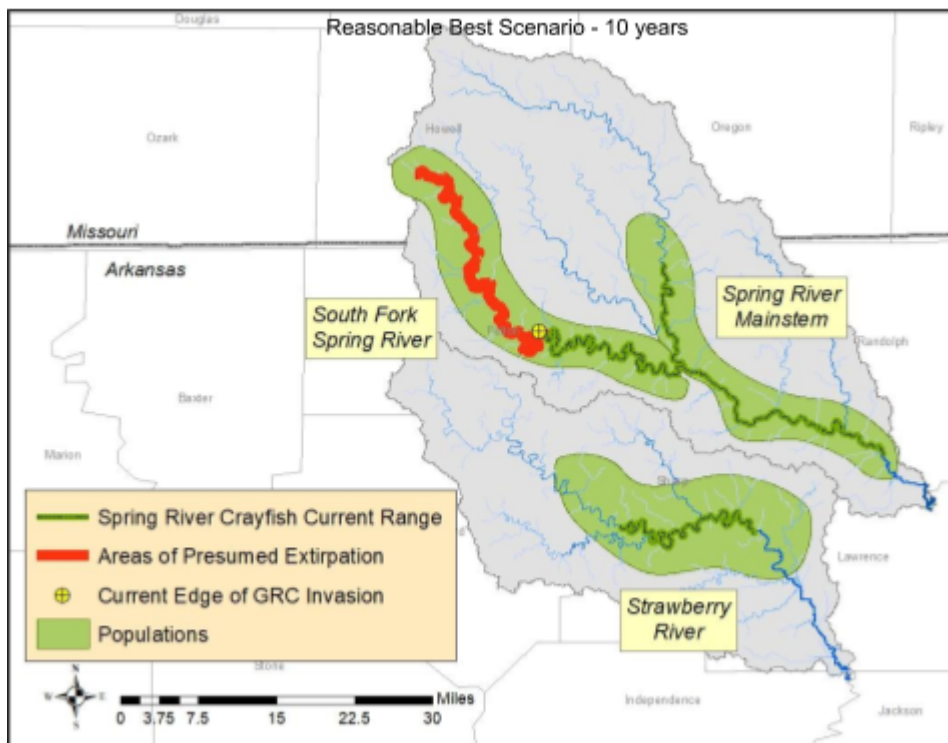 Douglas
Reasonable Best Scenario - 10 years
Howell
Oregon
Ripley
Ozark
Missouri
Arkansas
South Fork
Spring River
Spring River
Mainstem
Randolph
Baxter
Marion
Spring River Crayfish Current Range
Areas of Presumed Extirpation
Current Edge of GRC Invasion
Populations
Lawrence
Strawberry
River
Stone
N
W
E
S
Miles
0 3.75 7.5 15 22.5 30
Independence
Jackson